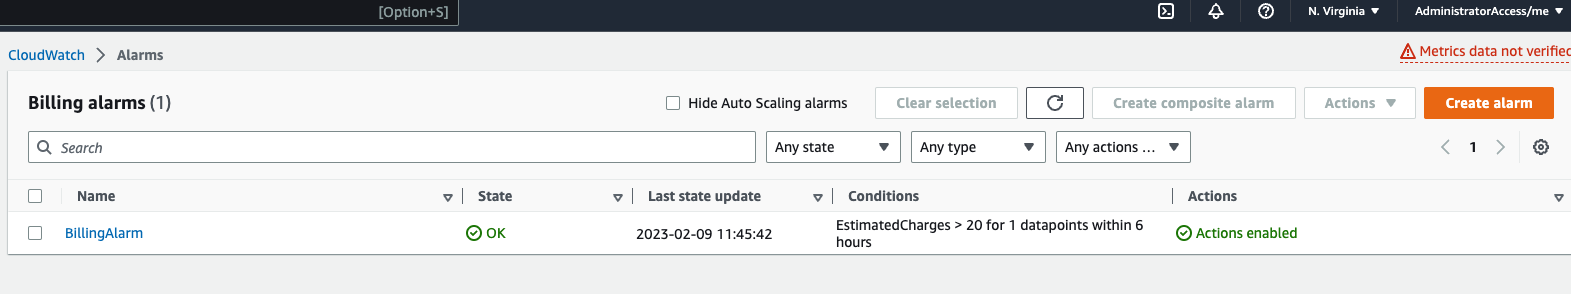 [Option+S]
N. Virginia
AdministratorAccess/me
CloudWatch
Alarms
Metrics data not verified
Billing alarms (1)
Hide Auto Scaling alarms
Clear selection
Create composite alarm
Actions
Create alarm
Search
Any state
Any type
Any actions ...
1
Name
State
Last state update
Conditions
Actions
BillingAlarm
OK
2023-02-09 11:45:42
EstimatedCharges > 20 for 1 datapoints within 6
hours
Actions enabled